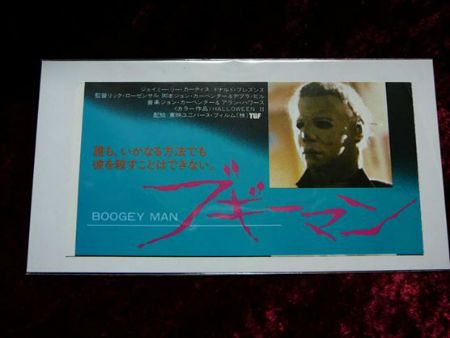 ジェイミー・リー・カーティス ドナルド・プレズンス
監督リック・ローゼンサル 脚本ジョン・カーペンター&デブラ・ヒル
音楽ジョン・カーペンター&アラン・ハワース
〈カラー作品〉HALLOWEEN II
配給 東映ユニバース・フィルム(株) TUF
誰も、いかなる方法でも
彼を殺すことはできない。
BOOGEY MAN
ブギーマン